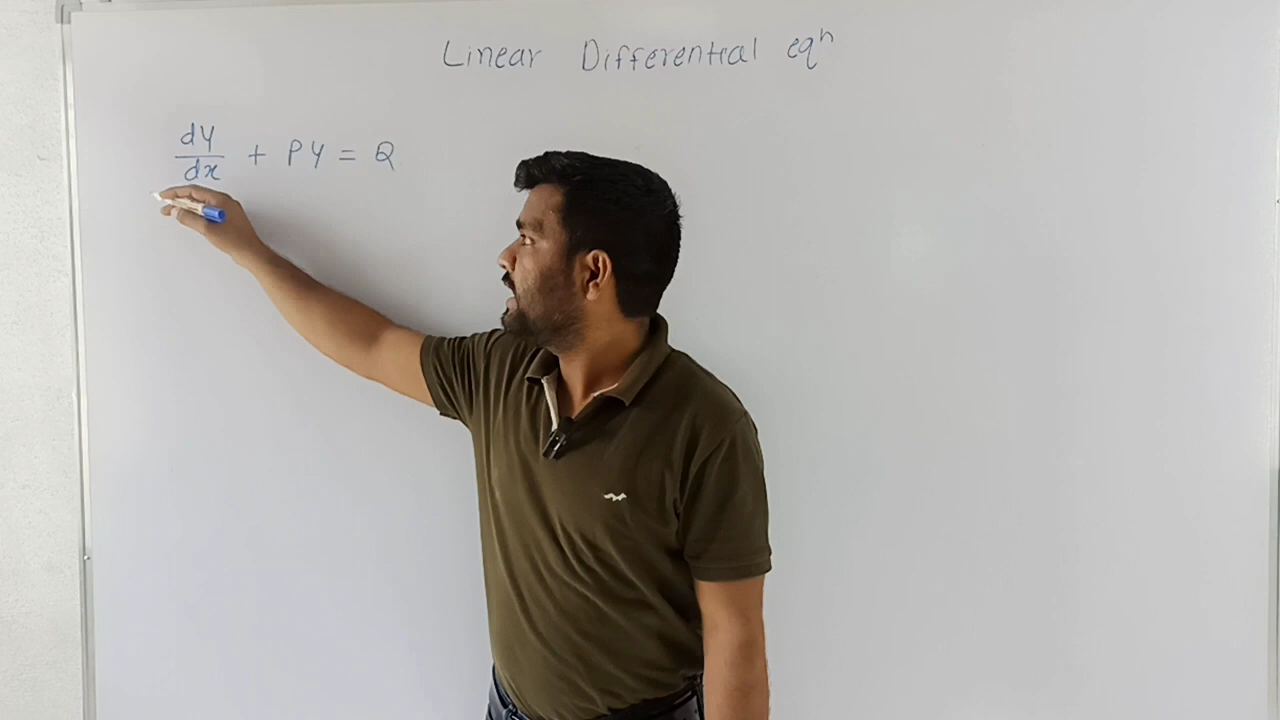 Linear Differential eqⁿ
dy/dx + Py = Q